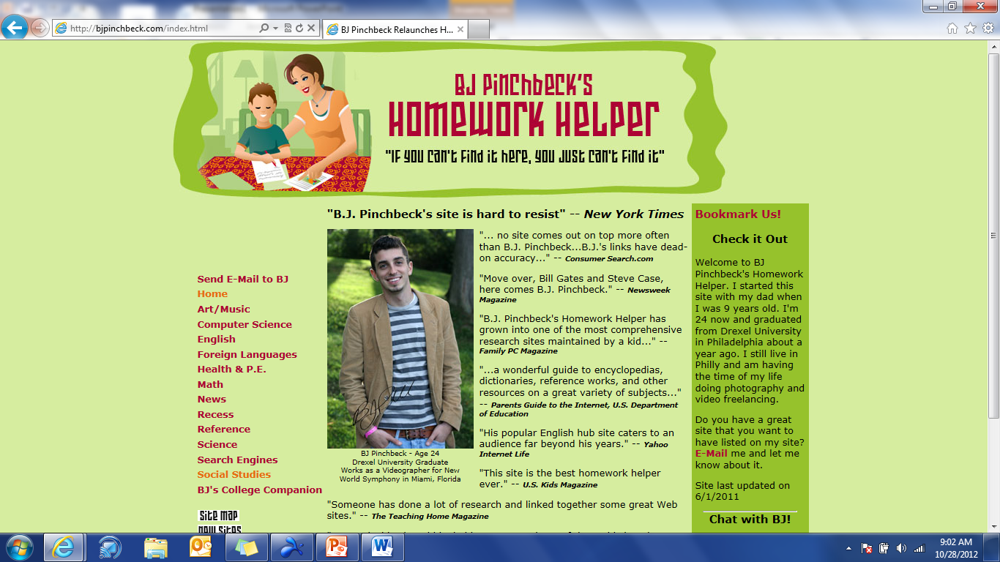 http://bjpinchbeck.com/index.html
BJ Pinchbeck Relaunches H...
BJ Pinchbeck's
Homework Helper
"If you can't find it here, you just can't find it"
Send E-Mail to BJ
Home
Art/Music
Computer Science
English
Foreign Languages
Health & P.E.
Math
News
Recess
Reference
Science
Search Engines
Social Studies
BJ's College Companion
Site Map
New Sites
"B.J. Pinchbeck's site is hard to resist" -- New York Times
BJ Pinchbeck - Age 24
Drexel University Graduate
Works as a Videographer for New
World Symphony in Miami, Florida
"... no site comes out on top more often
than B.J. Pinchbeck...B.J.'s links have dead-
on accuracy..." -- Consumer Search.com
"Move over, Bill Gates and Steve Case,
here comes B.J. Pinchbeck." -- Newsweek
Magazine
"B.J. Pinchbeck's Homework Helper has
grown into one of the most comprehensive
research sites maintained by a kid..." --
Family PC Magazine
"...a wonderful guide to encyclopedias,
dictionaries, reference works, and other
resources on a great variety of subjects..."
-- Parents Guide to the Internet, U.S. Department
of Education
"His popular English hub site caters to an
audience far beyond his years." -- Yahoo
Internet Life
"This site is the best homework helper
ever." -- U.S. Kids Magazine
"Someone has done a lot of research and linked together some great Web
sites." -- The Teaching Home Magazine
Bookmark Us!
Check it Out
Welcome to BJ
Pinchbeck's Homework
Helper. I started this
site with my dad when
I was 9 years old. I'm
24 now and graduated
from Drexel University
in Philadelphia about a
year ago. I still live in
Philly and am having
the time of my life
doing photography and
video freelancing.
Do you have a great
site that you want to
have listed on my site?
E-Mail me and let me
know about it.
Site last updated on
6/1/2011
Chat with BJ!
9:02 AM
10/28/2012